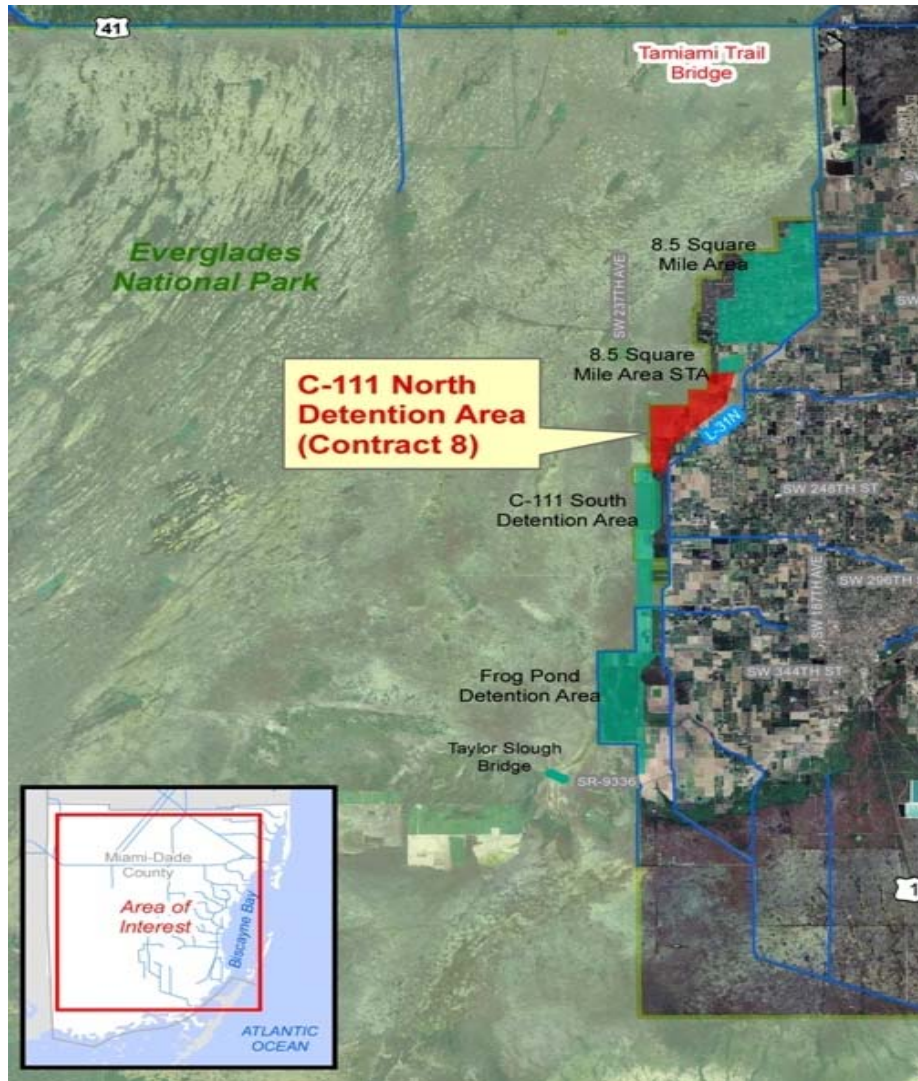 41
Tamiami Trail
Bridge
Everglades
National Park
8.5 Square
Mile Area
SW 237TH AVE
8.5 Square
Mile Area STA
C-111 North
Detention Area
(Contract 8)
L-31N
SW 248TH ST
C-111 South
Detention Area
SW 187TH AVE
SW 296TH
SW 344TH ST
Frog Pond
Detention Area
Taylor Slough
Bridge
SR-9336
1
Miami-Dade
County
Area of
Interest
Biscayne Bay
ATLANTIC
OCEAN